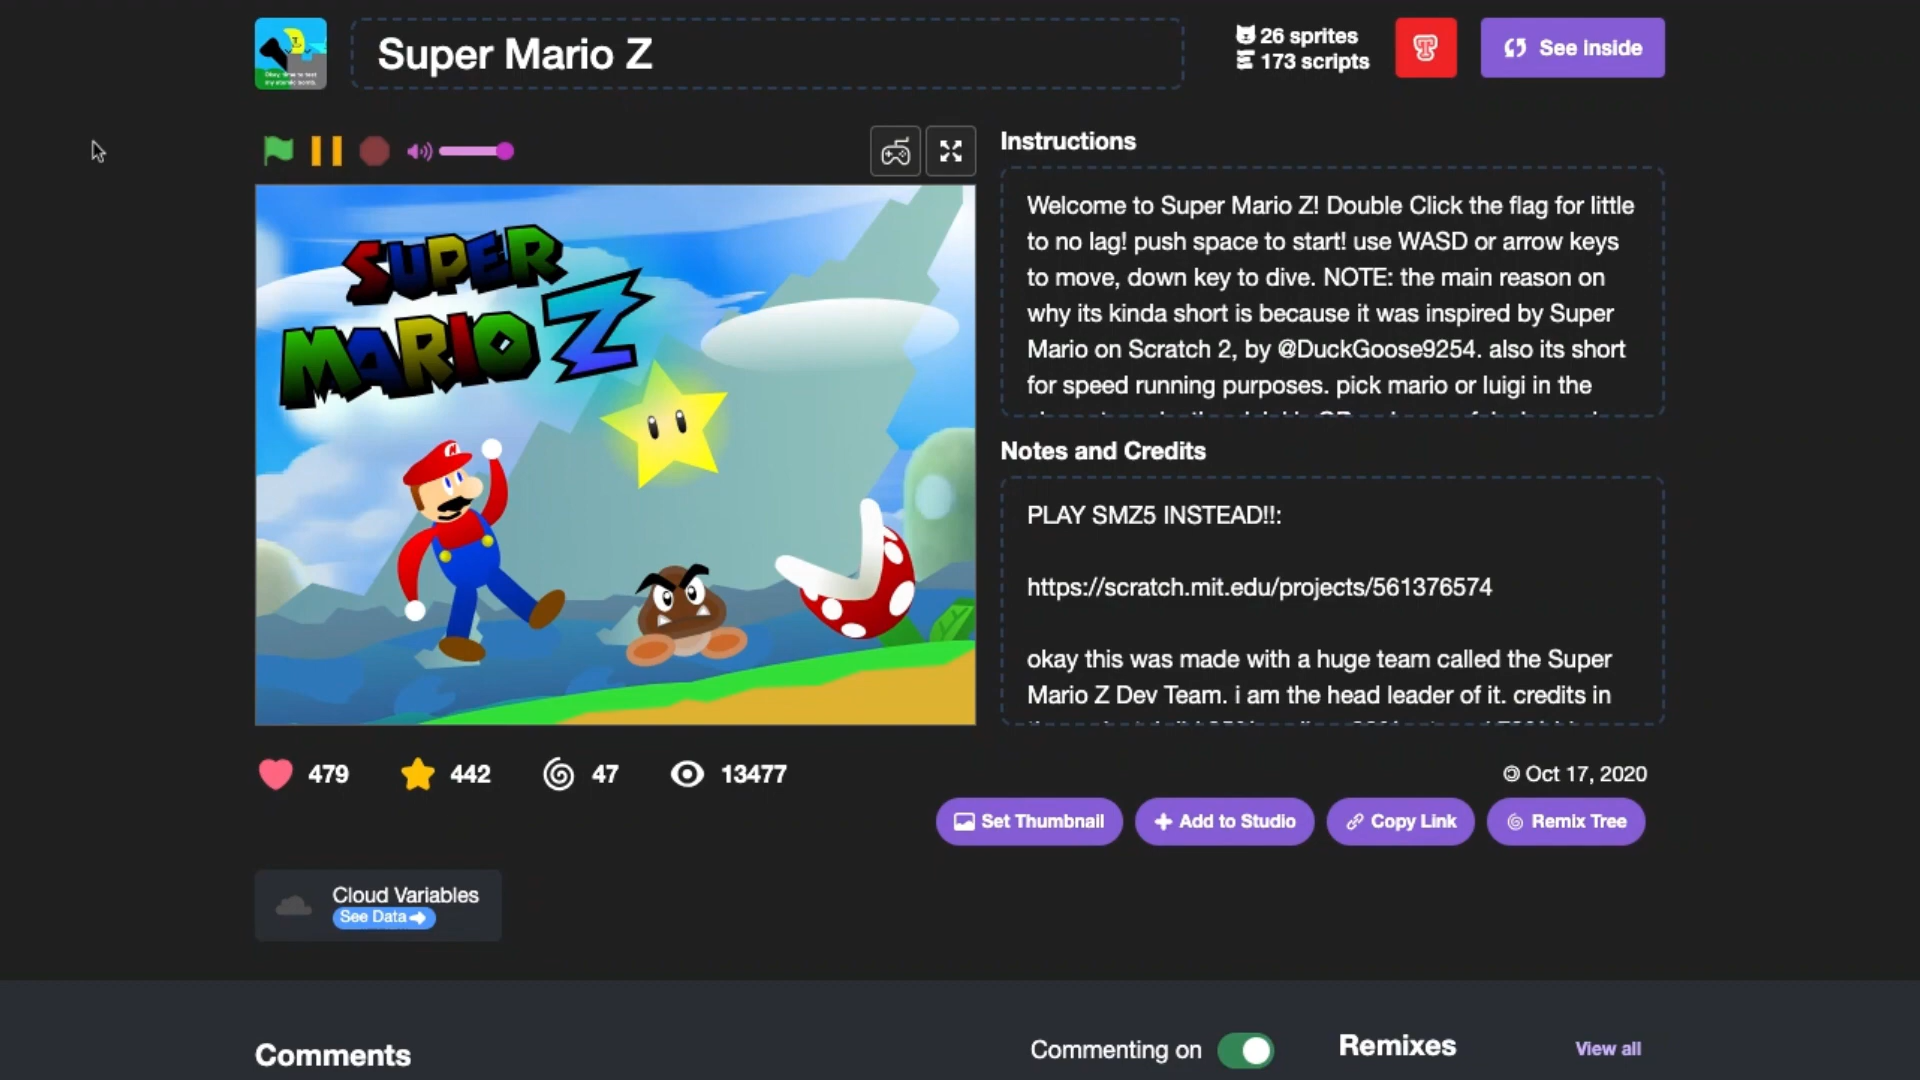 Super Mario Z
26 sprites
173 scripts
See inside
Instructions
Welcome to Super Mario Z! Double Click the flag for little
to no lag! push space to start! use WASD or arrow keys
to move, down key to dive. NOTE: the main reason on
why its kinda short is because it was inspired by Super
Mario on Scratch 2, by @DuckGoose9254. also its short
for speed running purposes. pick mario or luigi in the
SUPER
MARIO Z
Notes and Credits
PLAY SMZ5 INSTEAD!!:
https://scratch.mit.edu/projects/561376574
okay this was made with a huge team called the Super
Mario Z Dev Team. i am the head leader of it. credits in
479
442
47
13477
Oct 17, 2020
Set Thumbnail
Add to Studio
Copy Link
Remix Tree
Cloud Variables
See Data
Comments
Commenting on
Remixes
View all